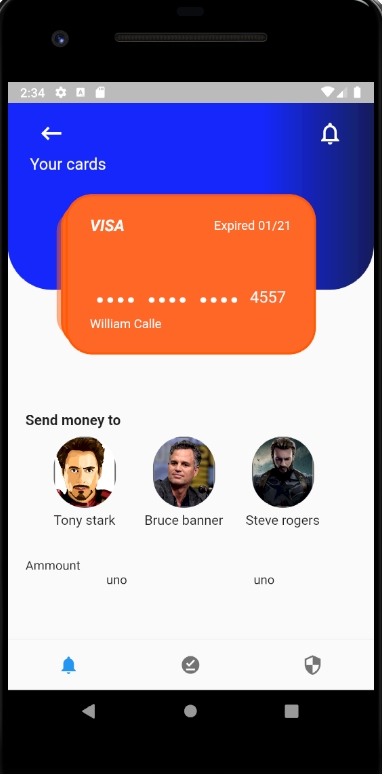 2:34
Your cards
VISA Expired 01/21
•••• •••• •••• 4557
William Calle
Send money to
Tony stark Bruce banner Steve rogers
Ammount
uno uno